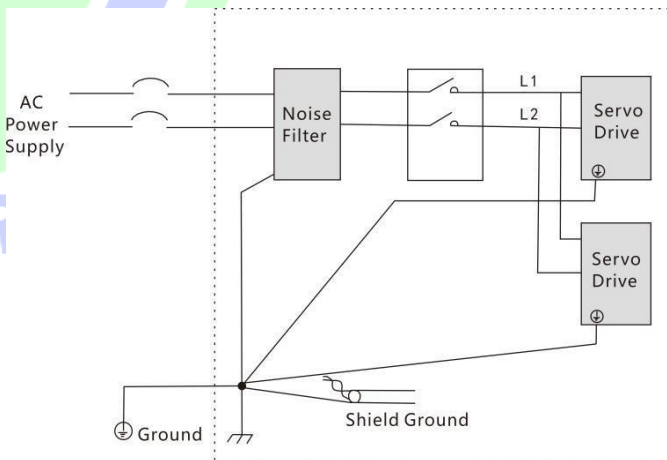 AC
Power
Supply
Noise
Filter
L1
L2
Servo
Drive
Servo
Drive
Ground
Shield Ground